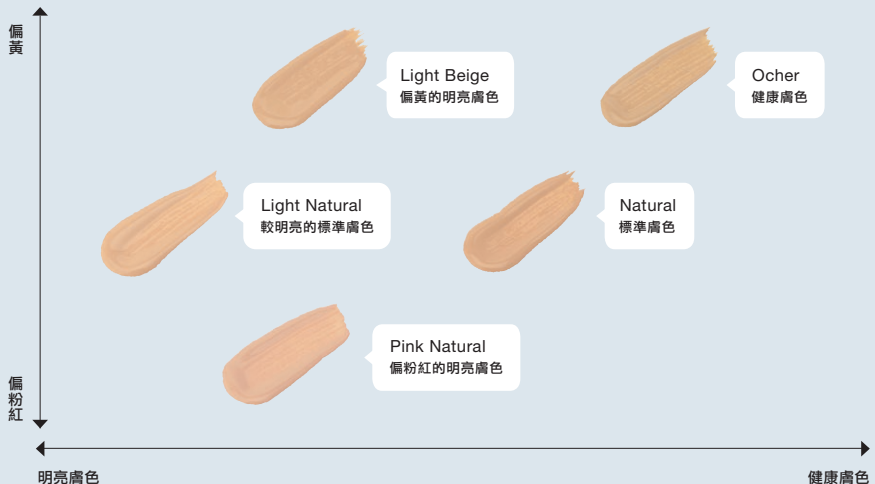 偏黃
Light Beige
偏黃的明亮膚色
Ocher
健康膚色
Light Natural
較明亮的標準膚色
Natural
標準膚色
Pink Natural
偏粉紅的明亮膚色
偏粉紅
明亮膚色
健康膚色